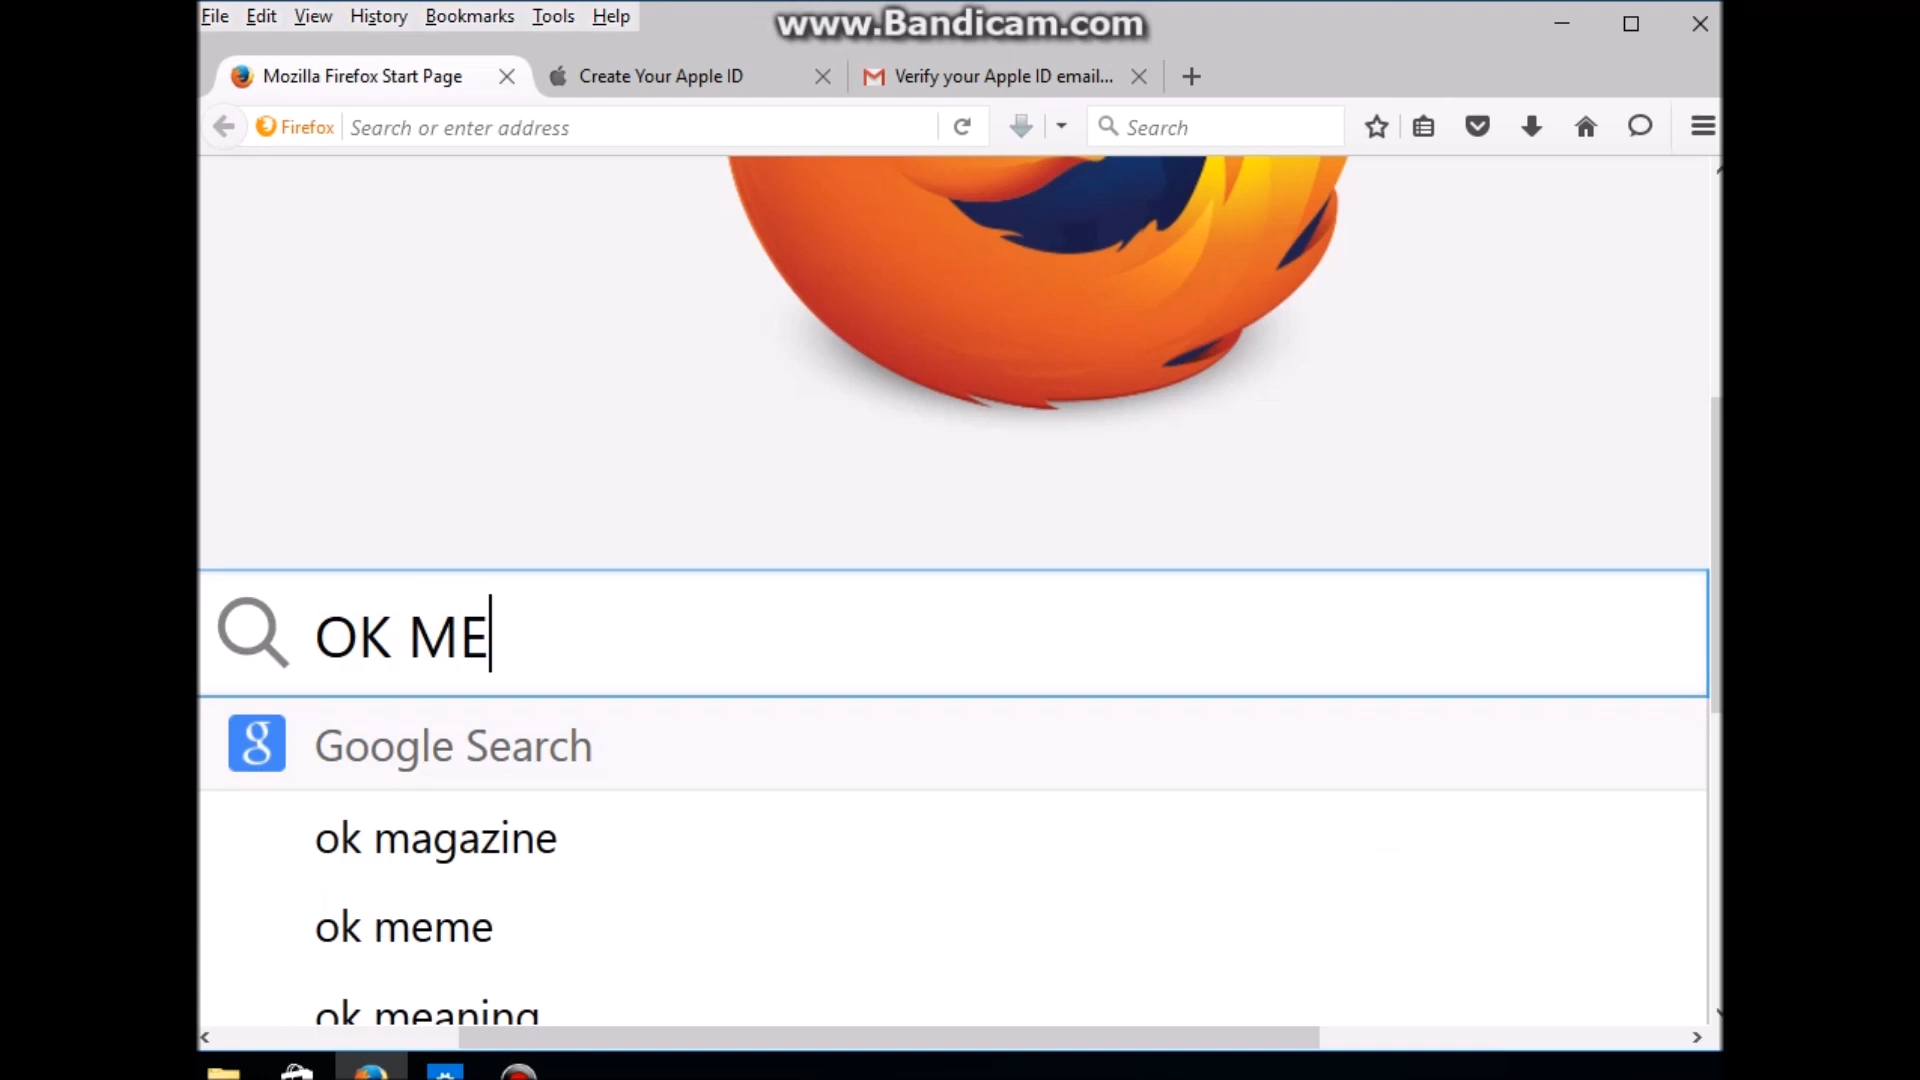 File Edit View History Bookmarks Tools Help
www.Bandicam.com
Mozilla Firefox Start Page
Create Your Apple ID
Verify your Apple ID email...
Firefox
Search or enter address
Search
OK ME
g Google Search
ok magazine
ok meme
ok meaning